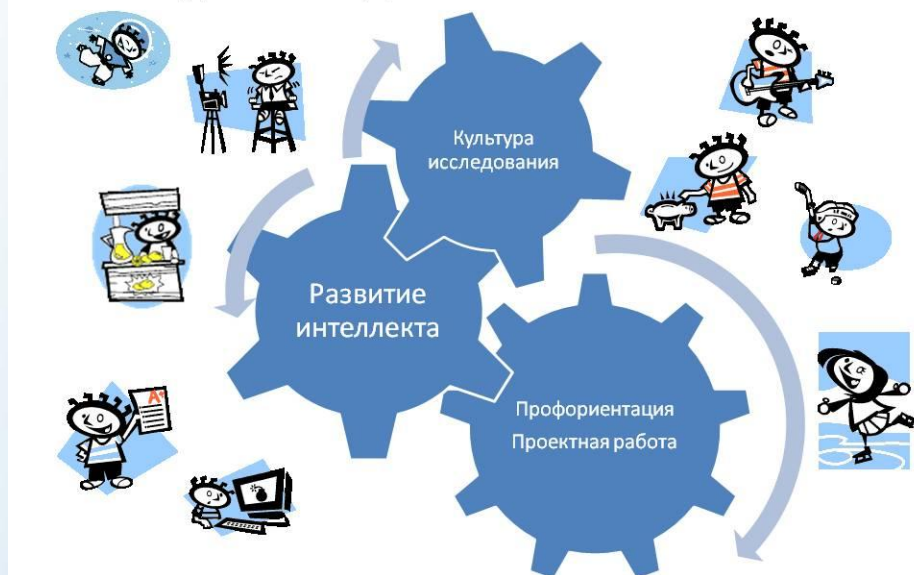 Культура
исследования
Развитие
интеллекта
Профориентация
Проектная работа
A+